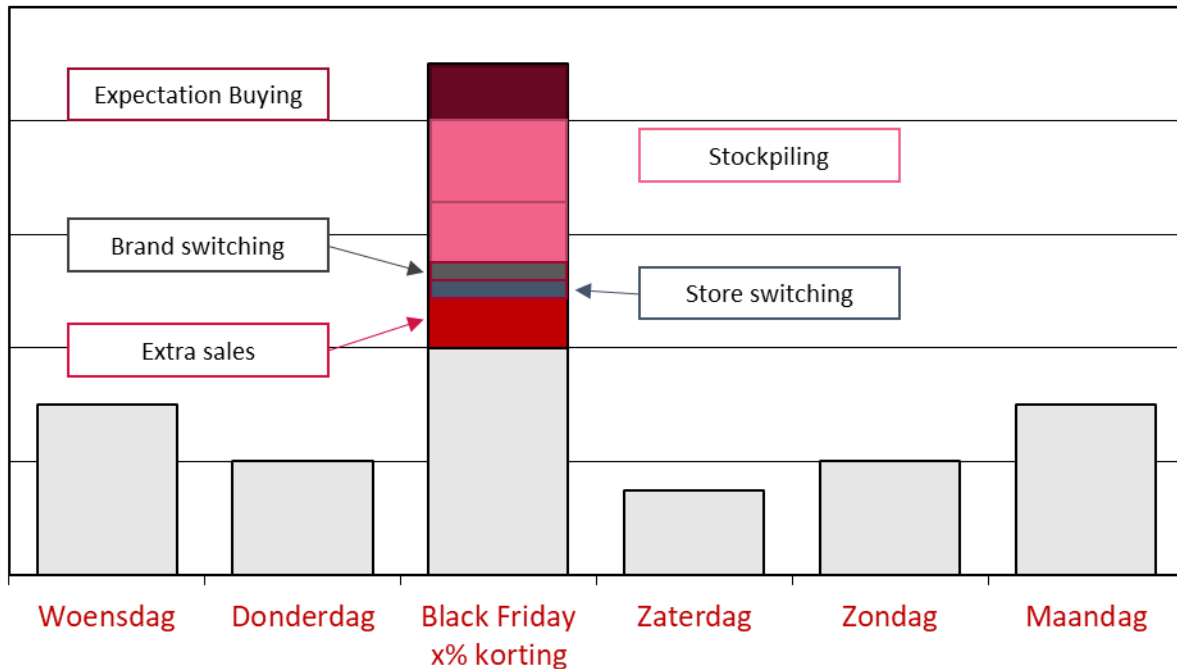 Expectation Buying
Stockpiling
Brand switching
Store switching
Extra sales
Woensdag
Donderdag
Black Friday
x% korting
Zaterdag
Zondag
Maandag